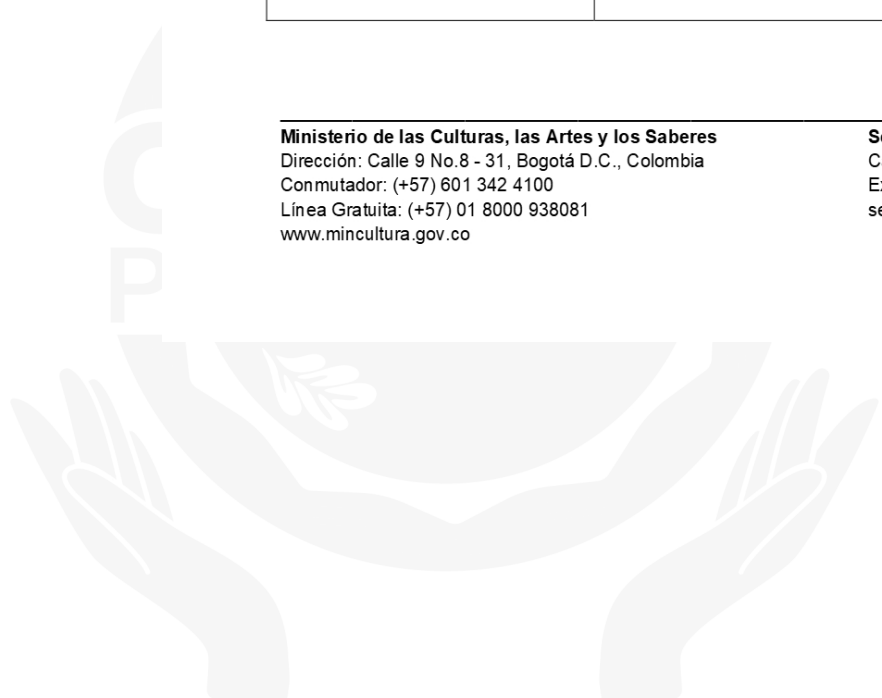 Ministerio de las Culturas, las Artes y los Saberes
Dirección: Calle 9 No.8 - 31, Bogotá D.C., Colombia
Conmutador: (+57) 601 342 4100
Línea Gratuita: (+57) 01 8000 938081
www.mincultura.gov.co